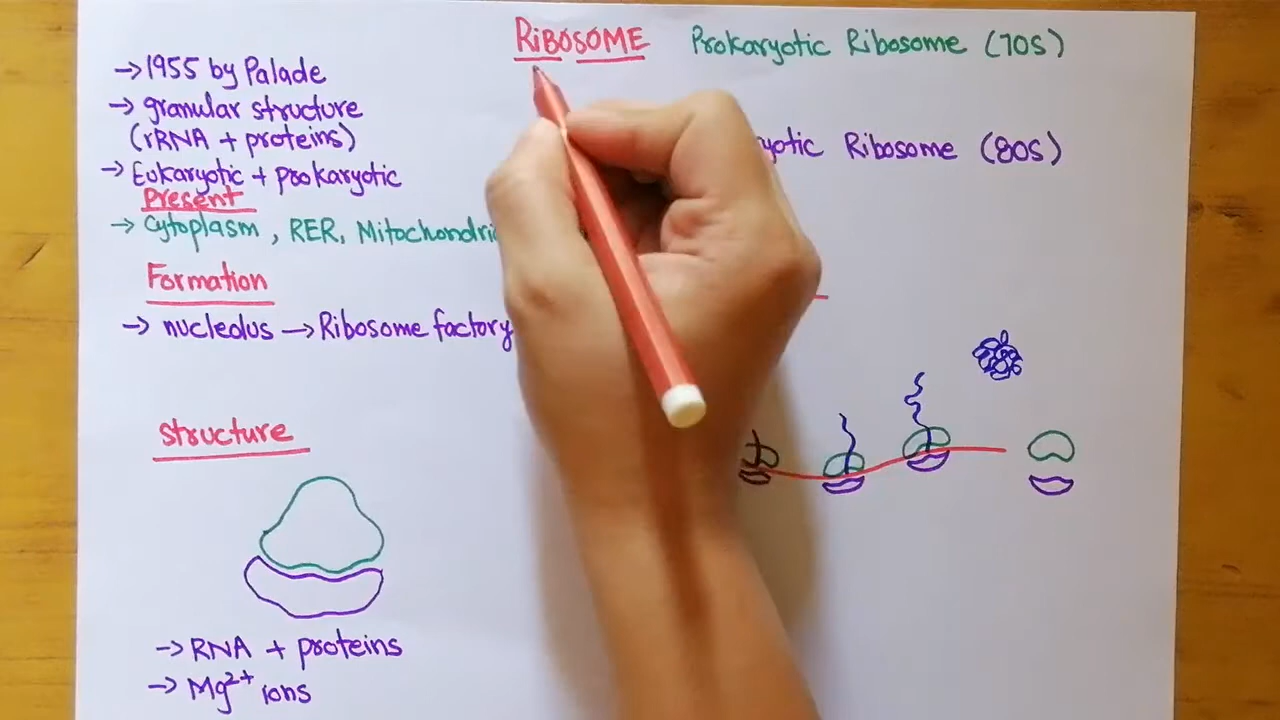 RiBOSOME
Prokaryotic Ribosome (70S)
→ 1955 by Palade
→ granular structure
(rRNA + proteins)
yotic Ribosome (80S)
→ Eukaryotic + prokaryotic
Present
→ Cytoplasm, RER, Mitochondri
Formation
→ nucleolus → Ribosome factory
Structure
→ RNA + proteins
→ Mg²⁺ ions